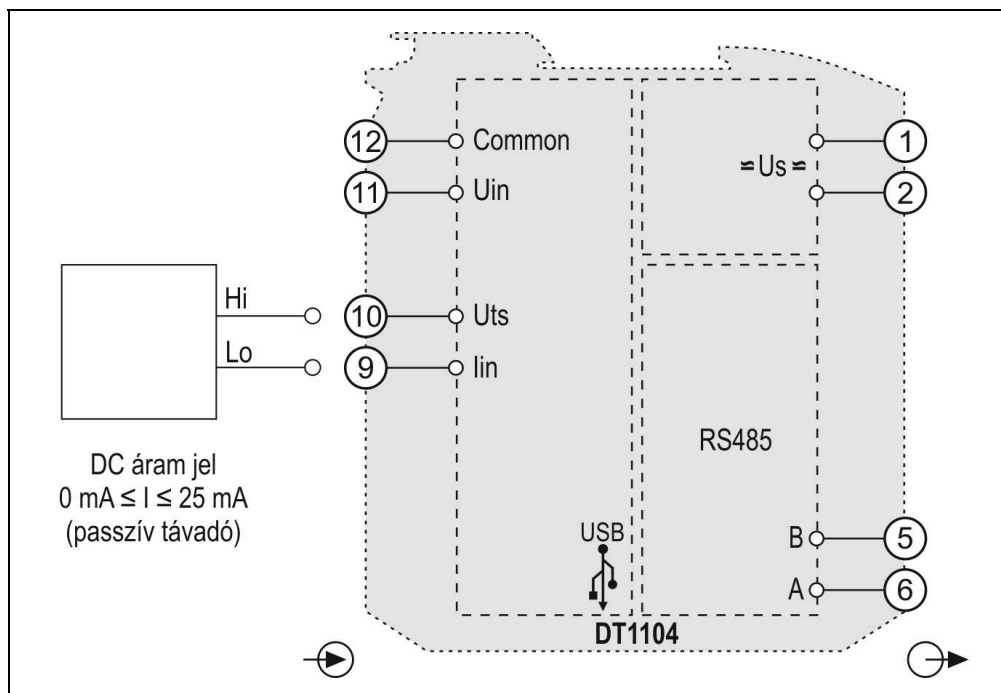 12 Common
11 Uin
Hi 10 Uts
Lo 9 Iin
DC áram jel
0 mA ≤ I ≤ 25 mA
(passzív távadó)
USB
≂ Us ≂
1
2
RS485
B 5
A 6
DT1104